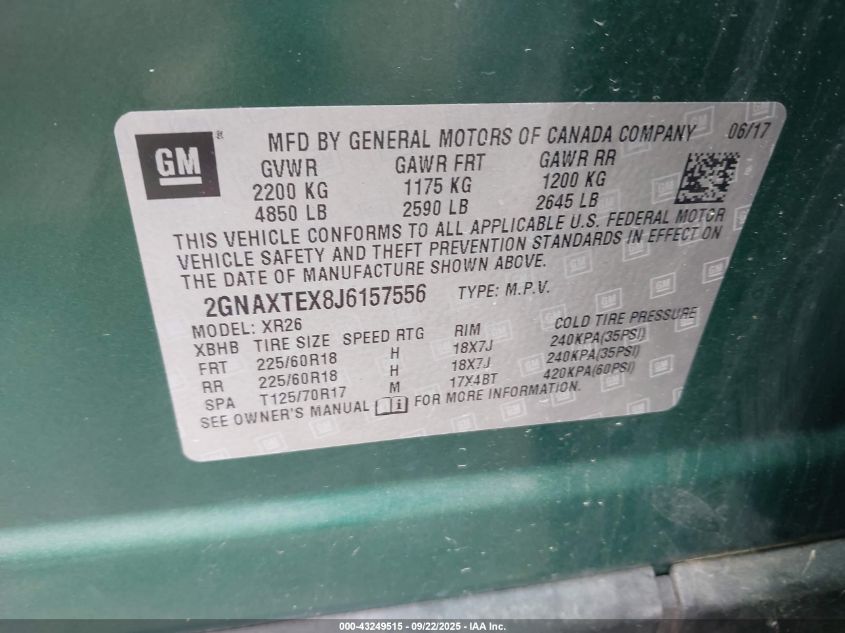 GM ®
MFD BY GENERAL MOTORS OF CANADA COMPANY 06/17
GVWR GAWR FRT GAWR RR
2200 KG 1175 KG 1200 KG
4850 LB 2590 LB 2645 LB
THIS VEHICLE CONFORMS TO ALL APPLICABLE U.S. FEDERAL MOTOR
VEHICLE SAFETY AND THEFT PREVENTION STANDARDS IN EFFECT ON
THE DATE OF MANUFACTURE SHOWN ABOVE.
2GNAXTEX8J6157556 TYPE: M.P.V.
MODEL: XR26
XBHB TIRE SIZE SPEED RTG RIM COLD TIRE PRESSURE
FRT 225/60R18 H 18X7J 240KPA(35PSI)
RR 225/60R18 H 18X7J 240KPA(35PSI)
SPA T125/70R17 M 17X4BT 420KPA(60PSI)
SEE OWNER'S MANUAL i FOR MORE INFORMATION.
000-43249515 - 09/22/2025 - IAA Inc.